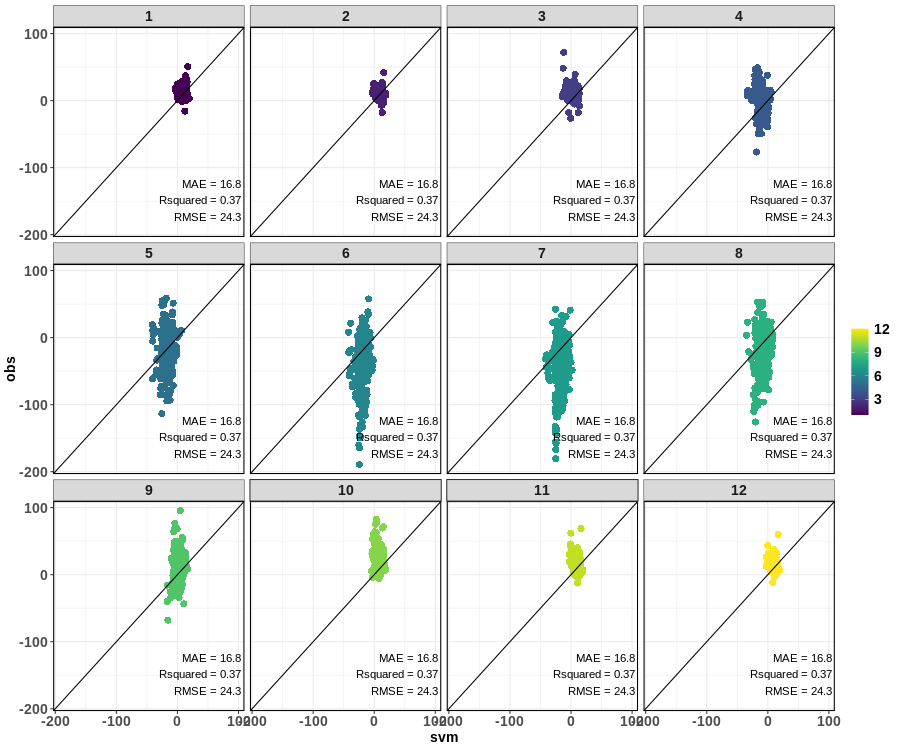 1 2 3 4
100
0
-100
-200
MAE = 16.8 MAE = 16.8 MAE = 16.8 MAE = 16.8
Rsquared = 0.37 Rsquared = 0.37 Rsquared = 0.37 Rsquared = 0.37
RMSE = 24.3 RMSE = 24.3 RMSE = 24.3 RMSE = 24.3
5 6 7 8
100
0
-100
-200
MAE = 16.8 MAE = 16.8 MAE = 16.8 MAE = 16.8
Rsquared = 0.37 Rsquared = 0.37 Rsquared = 0.37 Rsquared = 0.37
RMSE = 24.3 RMSE = 24.3 RMSE = 24.3 RMSE = 24.3
obs
12
9
6
3
9 10 11 12
100
0
-100
-200
MAE = 16.8 MAE = 16.8 MAE = 16.8 MAE = 16.8
Rsquared = 0.37 Rsquared = 0.37 Rsquared = 0.37 Rsquared = 0.37
RMSE = 24.3 RMSE = 24.3 RMSE = 24.3 RMSE = 24.3
-200 -100 0 100 -200 -100 0 100 -200 -100 0 100 -200 -100 0 100
svm